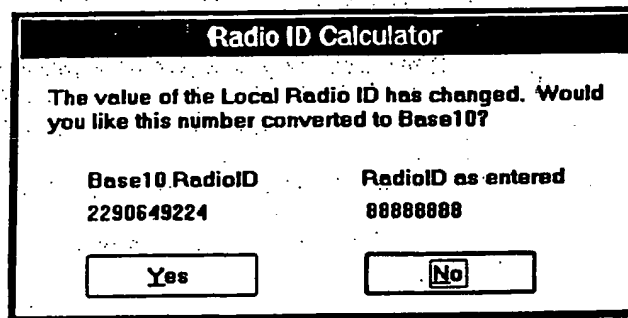 Radio ID Calculator
The value of the Local Radio ID has changed. Would
you like this number converted to Base10?
Base10 RadioID RadioID as entered
2290649224 88888888
Yes No